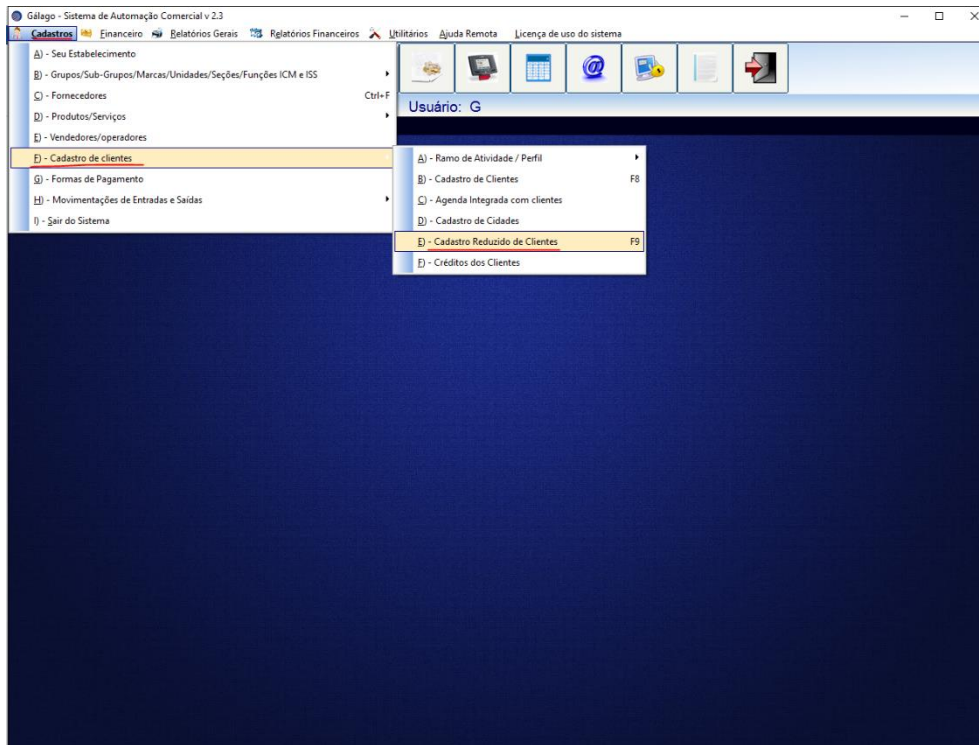 Gálago - Sistema de Automação Comercial v 2.3
Cadastros Financeiro Relatórios Gerais Relatórios Financeiros Utilitários Ajuda Remota Licença de uso do sistema
A) - Seu Estabelecimento
B) - Grupos/Sub-Grupos/Marcas/Unidades/Seções/Funções ICM e ISS
C) - Fornecedores Ctrl+F
D) - Produtos/Serviços
E) - Vendedores/operadores
F) - Cadastro de clientes
G) - Formas de Pagamento
H) - Movimentações de Entradas e Saídas
I) - Sair do Sistema
Usuário: G
A) - Ramo de Atividade / Perfil
B) - Cadastro de Clientes F8
C) - Agenda Integrada com clientes
D) - Cadastro de Cidades
E) - Cadastro Reduzido de Clientes F9
F) - Créditos dos Clientes